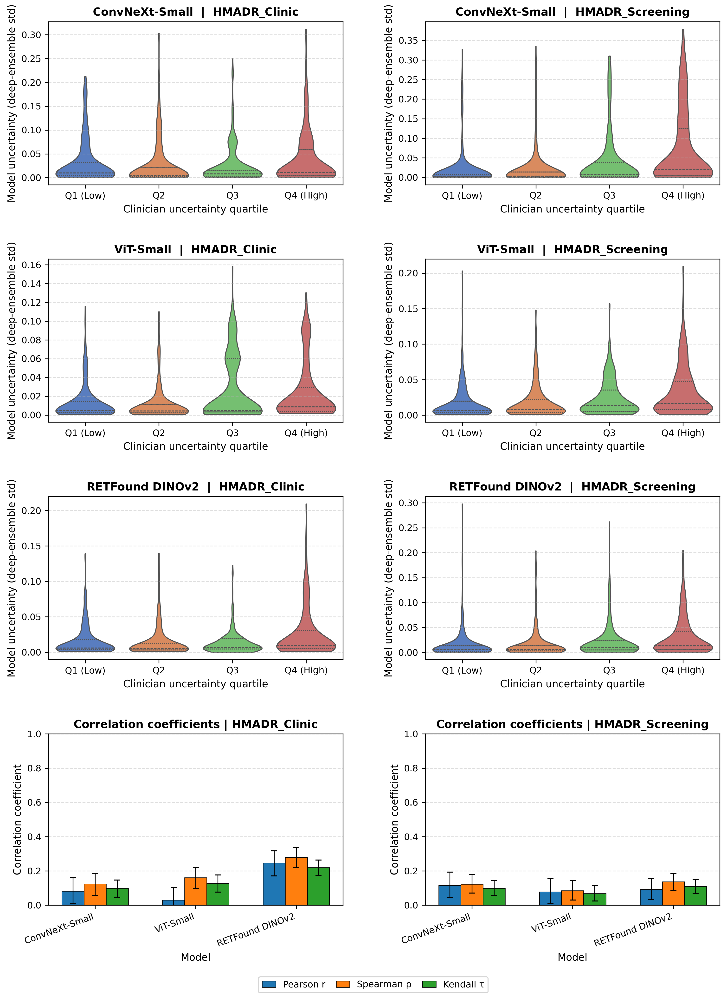 ConvNeXt-Small | HMADR_Clinic
Model uncertainty (deep-ensemble std)
0.30
0.25
0.20
0.15
0.10
0.05
0.00
Q1 (Low) Q2 Q3 Q4 (High)
Clinician uncertainty quartile
ConvNeXt-Small | HMADR_Screening
Model uncertainty (deep-ensemble std)
0.35
0.30
0.25
0.20
0.15
0.10
0.05
0.00
Q1 (Low) Q2 Q3 Q4 (High)
Clinician uncertainty quartile
ViT-Small | HMADR_Clinic
Model uncertainty (deep-ensemble std)
0.16
0.14
0.12
0.10
0.08
0.06
0.04
0.02
0.00
Q1 (Low) Q2 Q3 Q4 (High)
Clinician uncertainty quartile
ViT-Small | HMADR_Screening
Model uncertainty (deep-ensemble std)
0.20
0.15
0.10
0.05
0.00
Q1 (Low) Q2 Q3 Q4 (High)
Clinician uncertainty quartile
RETFound DINOv2 | HMADR_Clinic
Model uncertainty (deep-ensemble std)
0.20
0.15
0.10
0.05
0.00
Q1 (Low) Q2 Q3 Q4 (High)
Clinician uncertainty quartile
RETFound DINOv2 | HMADR_Screening
Model uncertainty (deep-ensemble std)
0.30
0.25
0.20
0.15
0.10
0.05
0.00
Q1 (Low) Q2 Q3 Q4 (High)
Clinician uncertainty quartile
Correlation coefficients | HMADR_Clinic
Correlation coefficient
1.0
0.8
0.6
0.4
0.2
0.0
ConvNeXt-Small ViT-Small RETFound DINOv2
Model
Correlation coefficients | HMADR_Screening
Correlation coefficient
1.0
0.8
0.6
0.4
0.2
0.0
ConvNeXt-Small ViT-Small RETFound DINOv2
Model
Pearson r Spearman ρ Kendall τ